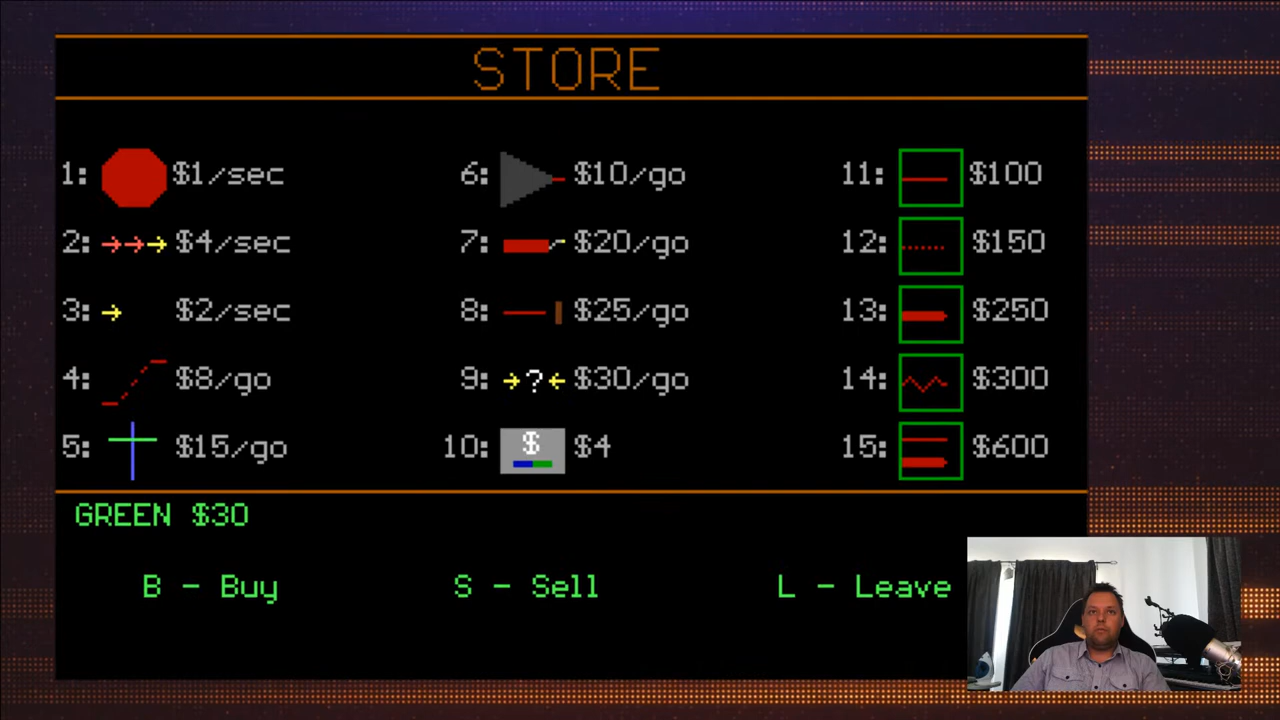 STORE
1: $1/sec
2: $4/sec
3: $2/sec
4: $8/go
5: $15/go
6: $10/go
7: $20/go
8: $25/go
9: ? $30/go
10: $ $4
11: $100
12: $150
13: $250
14: $300
15: $600
GREEN $30
B - Buy S - Sell L - Leave